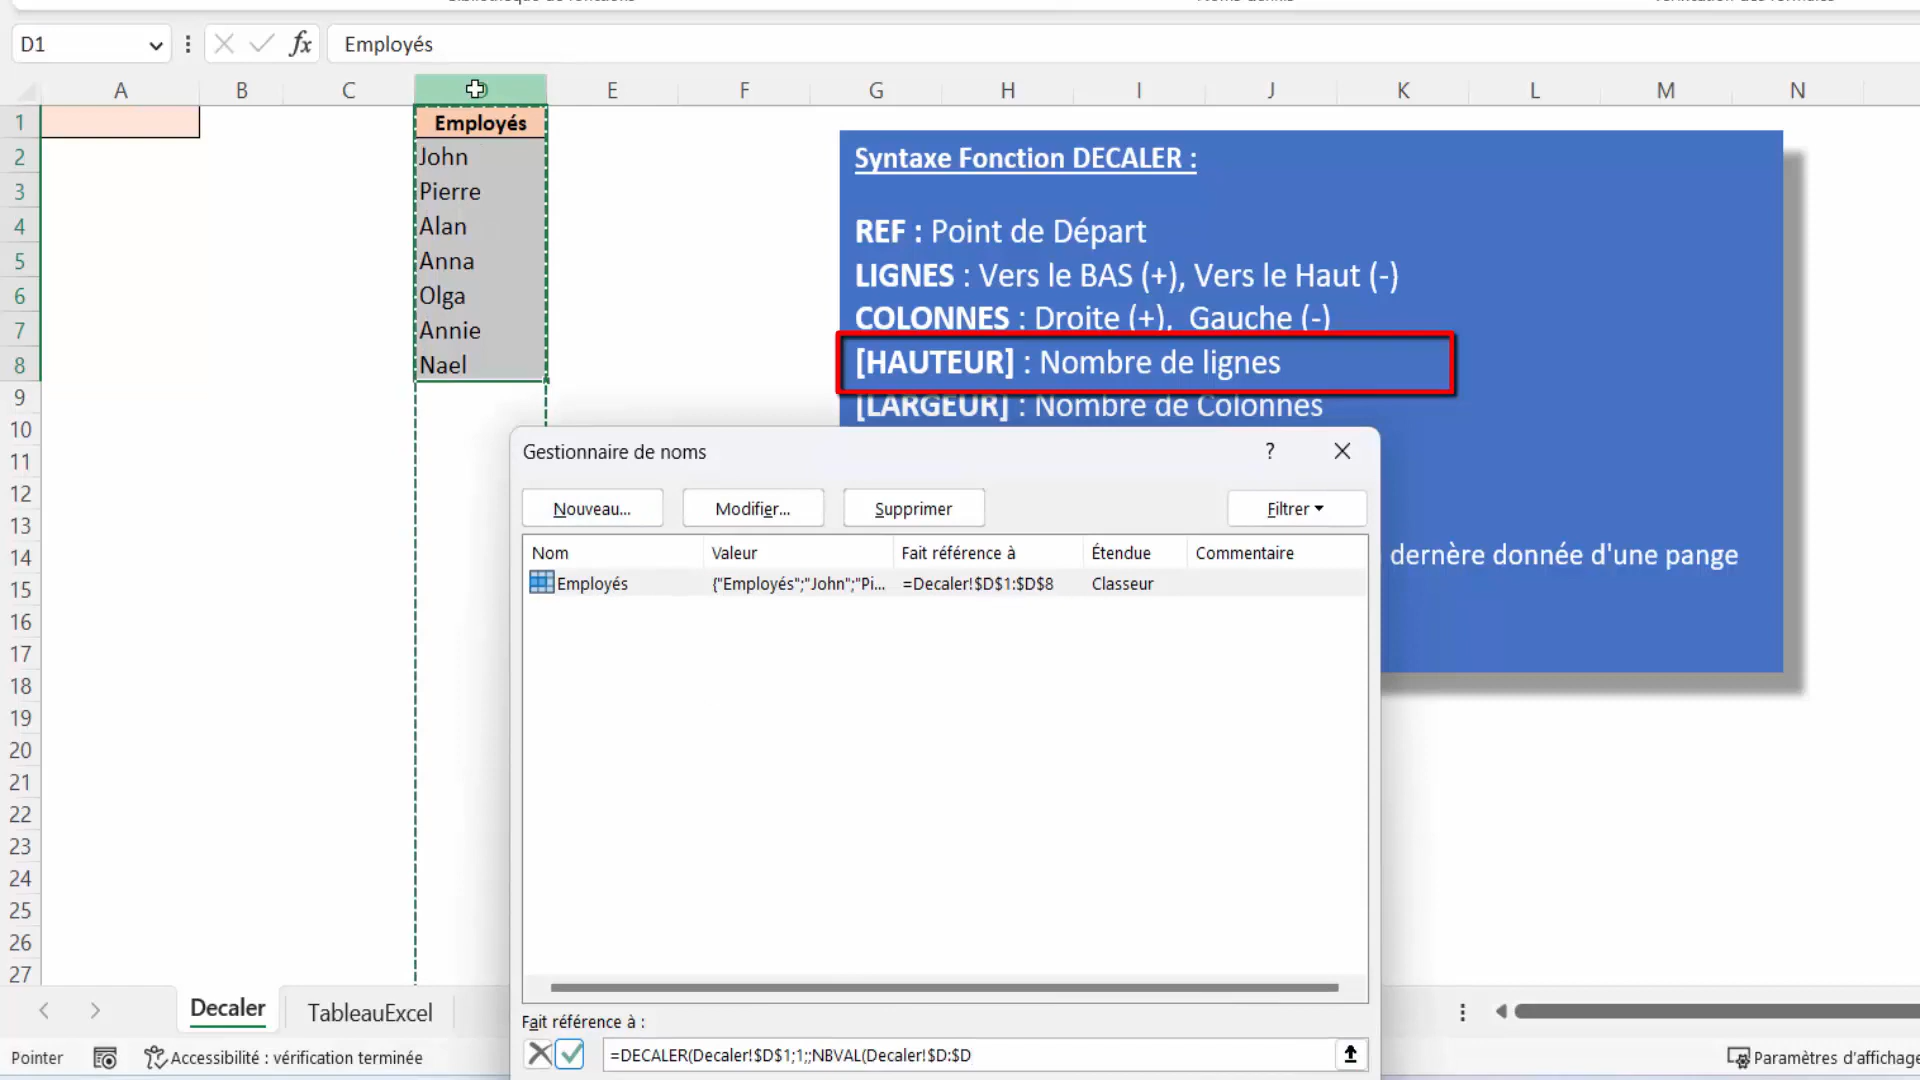 D1
fx
Employés
A B C D E F G H I J K L M N
1 Employés
2 John
3 Pierre
4 Alan
5 Anna
6 Olga
7 Annie
8 Nael
9
10
11
12
13
14
15
16
17
18
19
20
21
22
23
24
25
26
27
Syntaxe Fonction DECALER :
REF : Point de Départ
LIGNES : Vers le BAS (+), Vers le Haut (-)
COLONNES : Droite (+), Gauche (-)
[HAUTEUR] : Nombre de lignes
[LARGEUR] : Nombre de Colonnes
dernère donnée d'une pange
Gestionnaire de noms
?
Nouveau... Modifier... Supprimer Filtrer
Nom Valeur Fait référence à Étendue Commentaire
Employés {"Employés";"John";"Pi... =Decaler!$D$1:$D$8 Classeur
Fait référence à :
=DECALER(Decaler!$D$1;1;;NBVAL(Decaler!$D:$D
Decaler TableauExcel
Pointer Accessibilité : vérification terminée Paramètres d'affichage